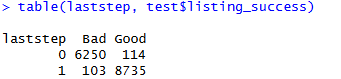 > table(laststep, test$listing_success)
laststep  Bad Good
       0 6250  114
       1  103 8735